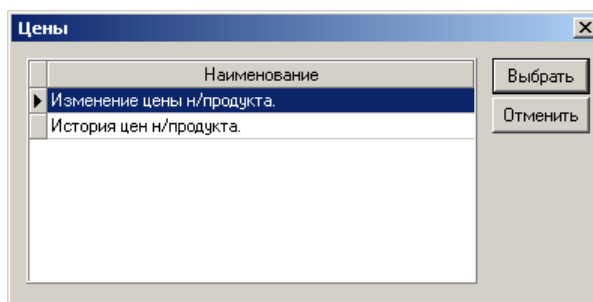 Цены
Наименование
Выбрать
Изменение цены н/продукта.
Отменить
История цен н/продукта.